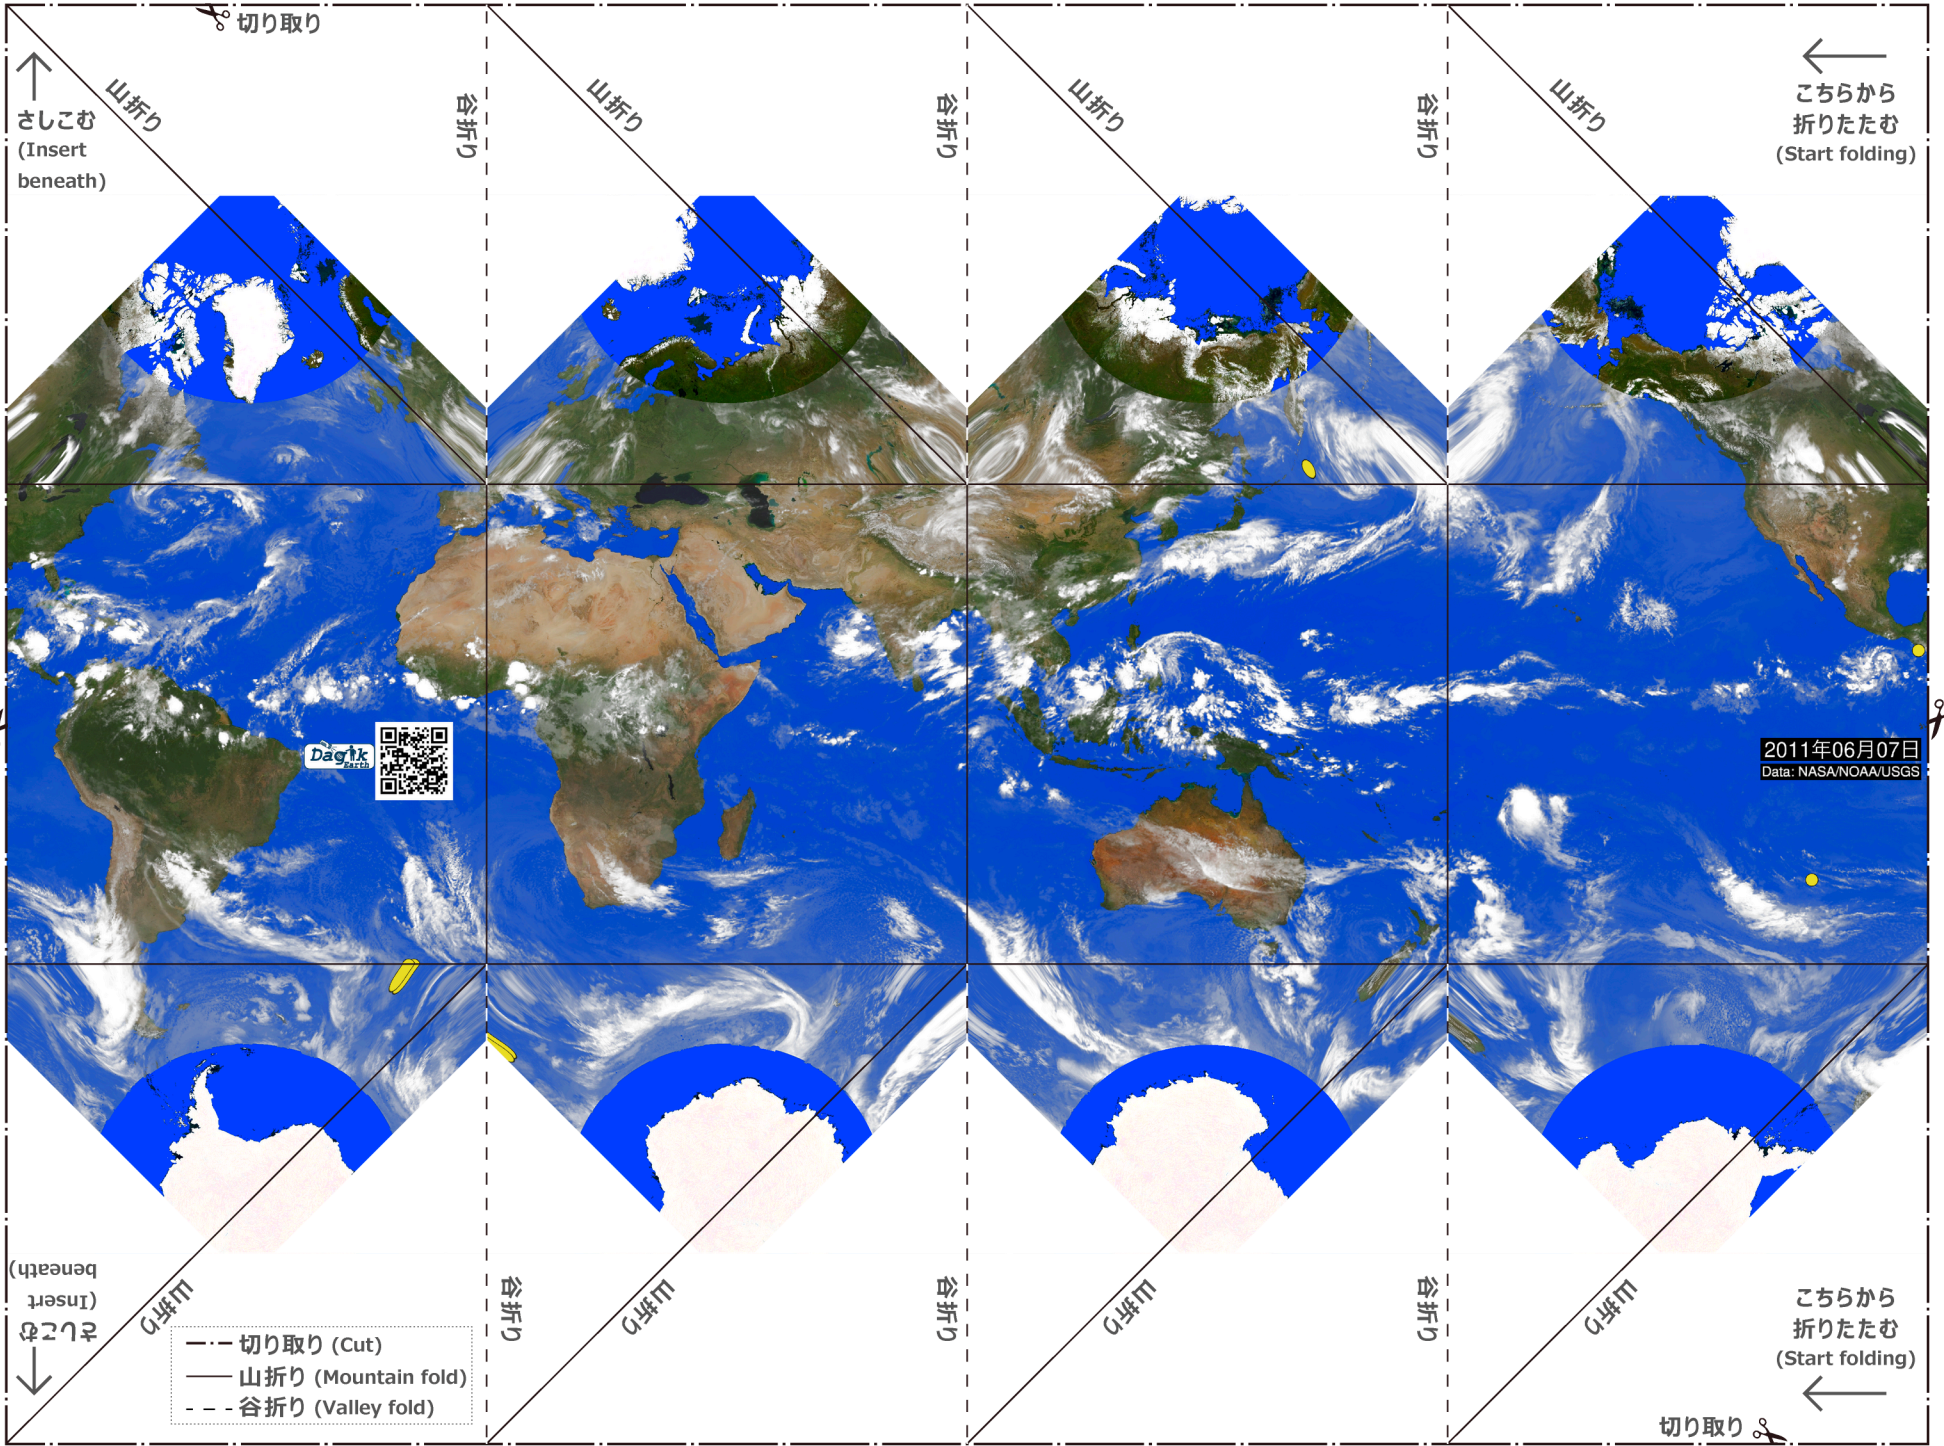 切り取り
山折り
谷折り
山折り
谷折り
山折り
谷折り
山折り
さしこむ
(Insert
beneath)
こちらから
折りたたむ
(Start folding)
Dagik
Earth
2011年06月07日
Data: NASA/NOAA/USGS
さしこむ
(Insert
beneath)
山折り
谷折り
山折り
谷折り
山折り
谷折り
山折り
切り取り (Cut)
山折り (Mountain fold)
谷折り (Valley fold)
こちらから
折りたたむ
(Start folding)
切り取り